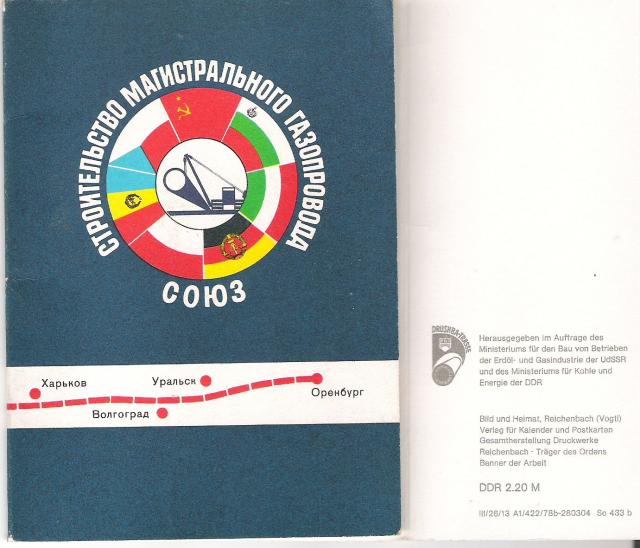 СТРОИТЕЛЬСТВО МАГИСТРАЛЬНОГО ГАЗОПРОВОДА
СОЮЗ
Харьков
Уральск
Оренбург
Волгоград
DRUSHBA-TRASSE
Herausgegeben im Auftrage des
Ministeriums für den Bau von Betrieben
der Erdöl- und Gasindustrie der UdSSR
und des Ministeriums für Kohle und
Energie der DDR
Bild und Heimat, Reichenbach (Vogtl)
Verlag für Kalender und Postkarten
Gesamtherstellung Druckwerke
Reichenbach - Träger des Ordens
Banner der Arbeit
DDR 2.20 M
III/26/13 A1/422/78b-280304 So 433 b